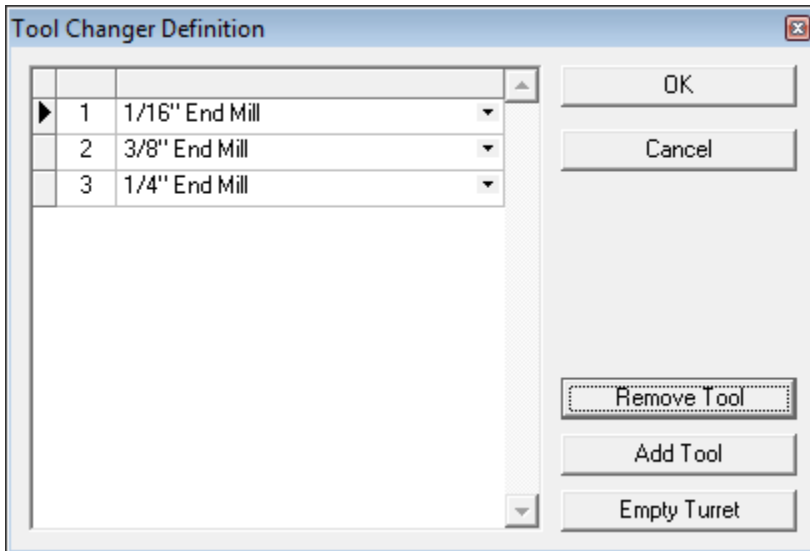 Tool Changer Definition
1 1/16" End Mill
2 3/8" End Mill
3 1/4" End Mill
OK
Cancel
Remove Tool
Add Tool
Empty Turret